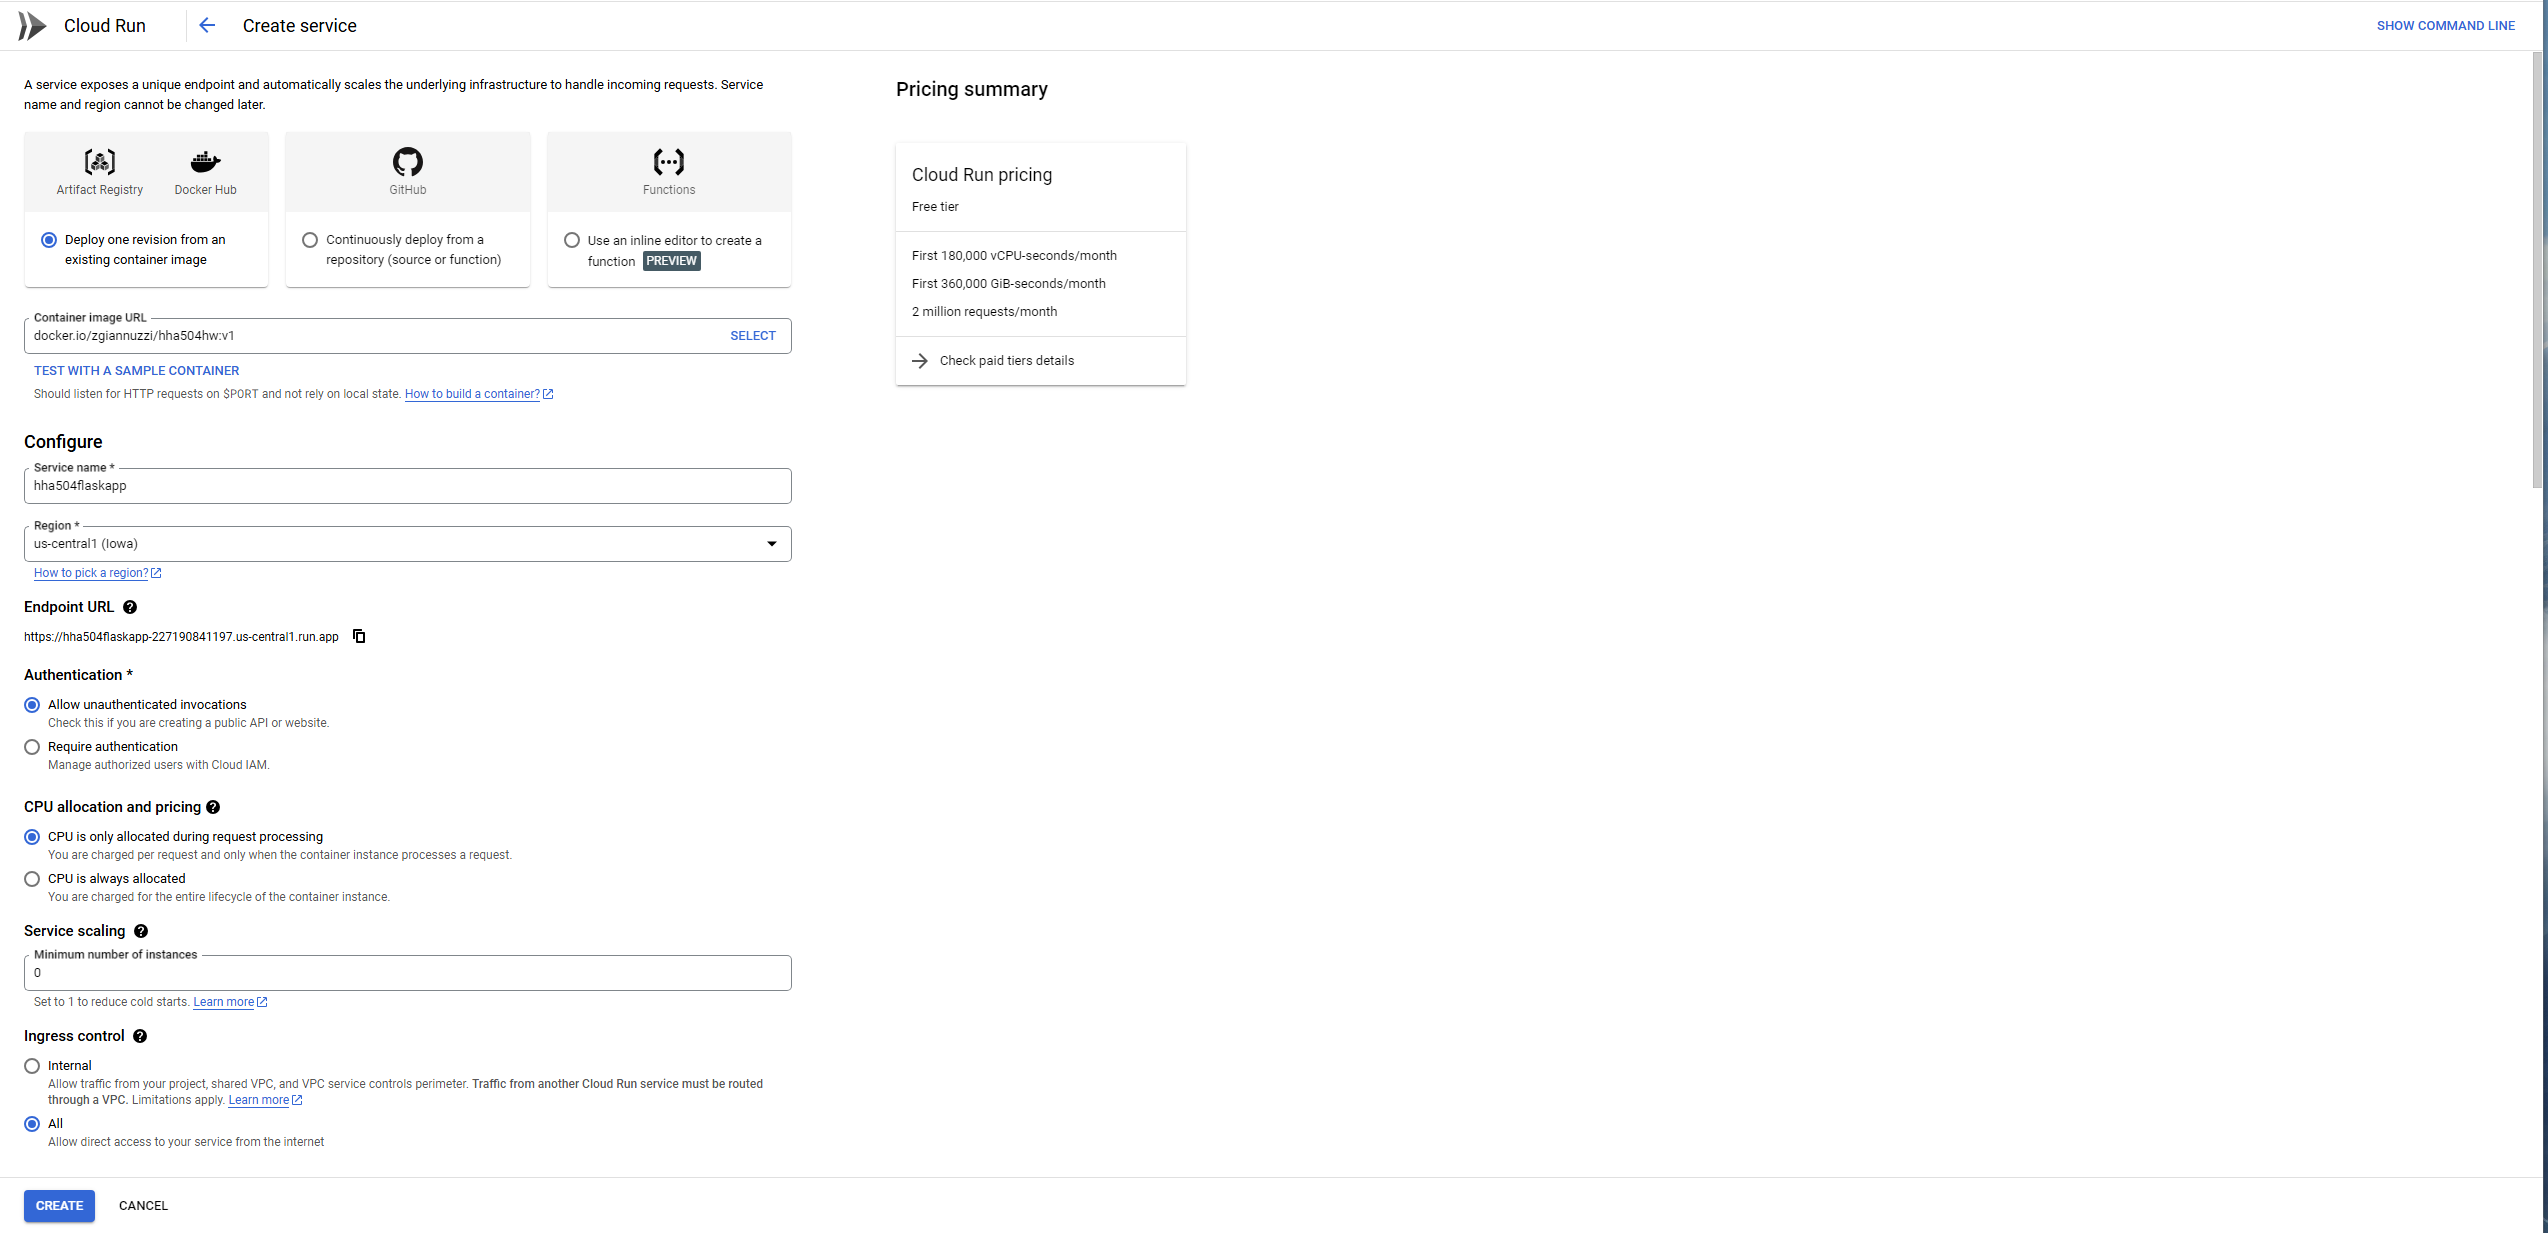 Cloud Run
Create service
SHOW COMMAND LINE
A service exposes a unique endpoint and automatically scales the underlying infrastructure to handle incoming requests. Service
name and region cannot be changed later.
Artifact Registry
Docker Hub
GitHub
Functions
Deploy one revision from an
existing container image
Continuously deploy from a
repository (source or function)
Use an inline editor to create a
function PREVIEW
Container image URL
docker.io/zgiannuzzi/hha504hw:v1
SELECT
TEST WITH A SAMPLE CONTAINER
Should listen for HTTP requests on $PORT and not rely on local state. How to build a container?
Configure
Service name *
hha504flaskapp
Region *
us-central1 (Iowa)
How to pick a region?
Endpoint URL
https://hha504flaskapp-227190841197.us-central1.run.app
Authentication *
Allow unauthenticated invocations
Check this if you are creating a public API or website.
Require authentication
Manage authorized users with Cloud IAM.
CPU allocation and pricing
CPU is only allocated during request processing
You are charged per request and only when the container instance processes a request.
CPU is always allocated
You are charged for the entire lifecycle of the container instance.
Service scaling
Minimum number of instances
0
Set to 1 to reduce cold starts. Learn more
Ingress control
Internal
Allow traffic from your project, shared VPC, and VPC service controls perimeter. Traffic from another Cloud Run service must be routed
through a VPC. Limitations apply. Learn more
All
Allow direct access to your service from the internet
CREATE
CANCEL
Pricing summary
Cloud Run pricing
Free tier
First 180,000 vCPU-seconds/month
First 360,000 GiB-seconds/month
2 million requests/month
Check paid tiers details